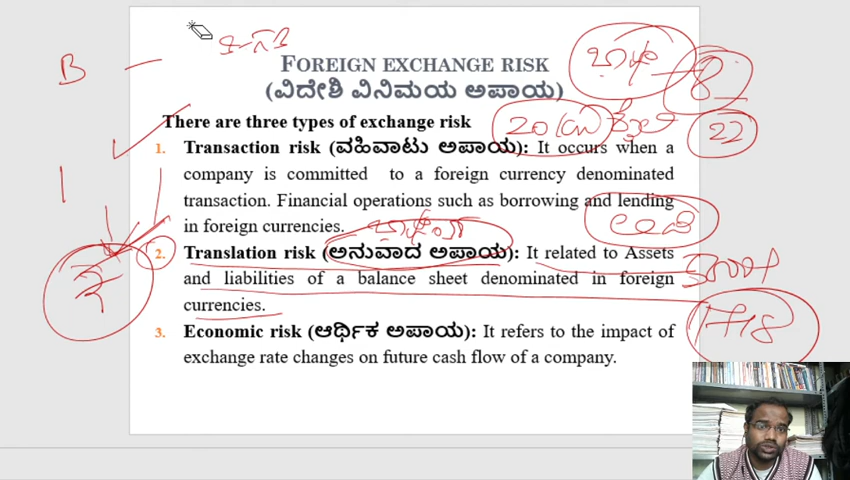 B —
FOREIGN EXCHANGE RISK
(ವಿದೇಶಿ ವಿನಿಮಯ ಅಪಾಯ)
There are three types of exchange risk
20
22
1. Transaction risk (ವಹಿವಾಟು ಅಪಾಯ): It occurs when a
company is committed to a foreign currency denominated
transaction. Financial operations such as borrowing and lending
in foreign currencies.
2. Translation risk (ಅನುವಾದ ಅಪಾಯ): It related to Assets
and liabilities of a balance sheet denominated in foreign
currencies.
₹
3. Economic risk (ಆರ್ಥಿಕ ಅಪಾಯ): It refers to the impact of
exchange rate changes on future cash flow of a company.